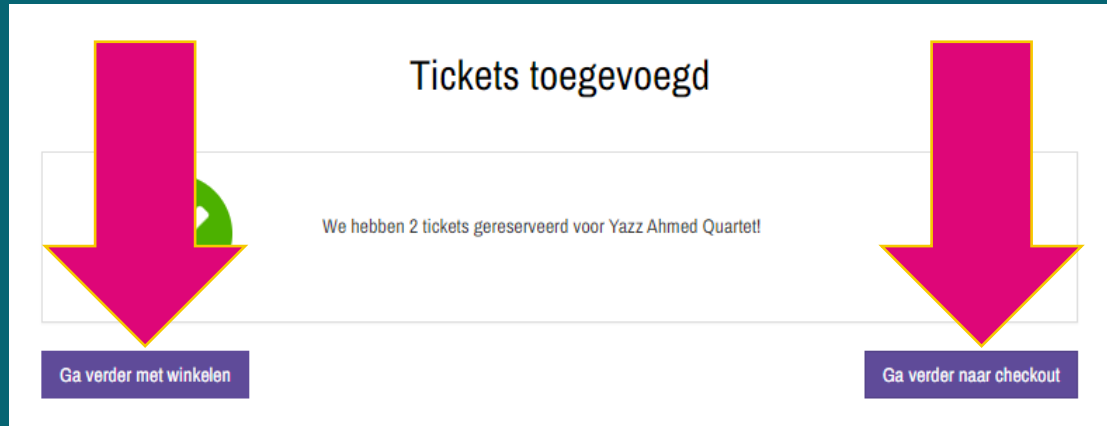 Tickets toegevoegd
We hebben 2 tickets gereserveerd voor Yazz Ahmed Quartet!
Ga verder met winkelen
Ga verder naar checkout